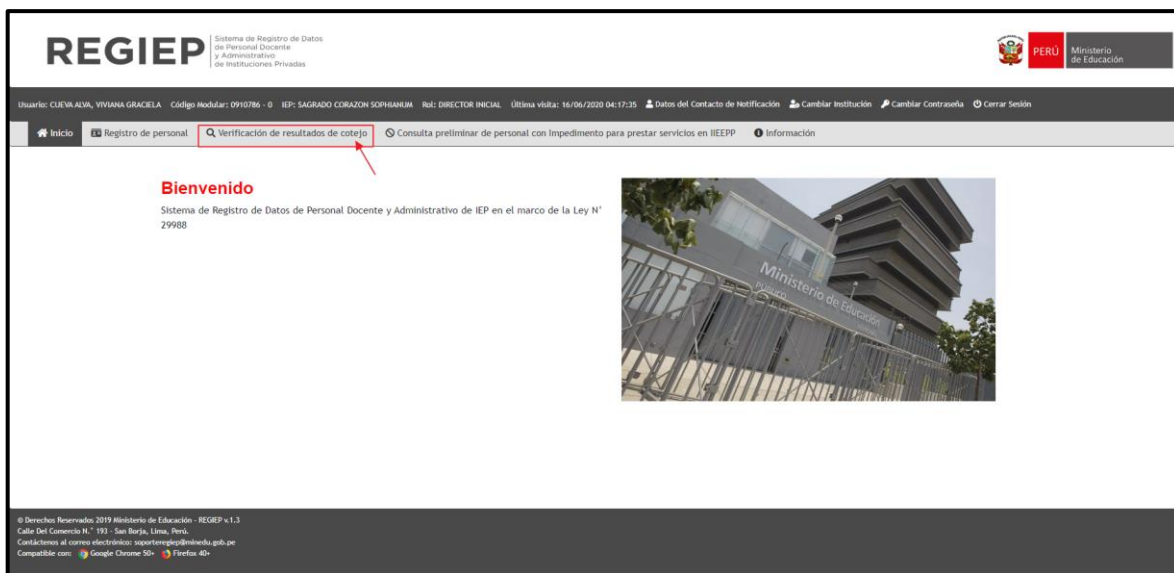 REGIEP
Sistema de Registro de Datos
de Personal Docente
y Administrativo
de Instituciones Privadas
PERÚ
Ministerio
de Educación
Usuario: CUEVA ALVA, VIVIANA GRACIELA Código Modular: 0910786 - 0 IEP: SAGRADO CORAZON SOPHIANUM Rol: DIRECTOR INICIAL Última visita: 16/06/2020 04:17:35 Datos del Contacto de Notificación Cambiar Institución Cambiar Contraseña Cerrar Sesión
Inicio Registro de personal Verificación de resultados de cotejo Consulta preliminar de personal con Impedimento para prestar servicios en IIEEPP Información
Bienvenido
Sistema de Registro de Datos de Personal Docente y Administrativo de IEP en el marco de la Ley N°
29988
Ministerio de Educación
PÚBLICO
© Derechos Reservados 2019 Ministerio de Educación - REGIEP v.1.3
Calle Del Comercio N.° 193 - San Borja, Lima, Perú.
Contáctenos al correo electrónico: soporteregiep@minedu.gob.pe
Compatible con: Google Chrome 50+ Firefox 40+